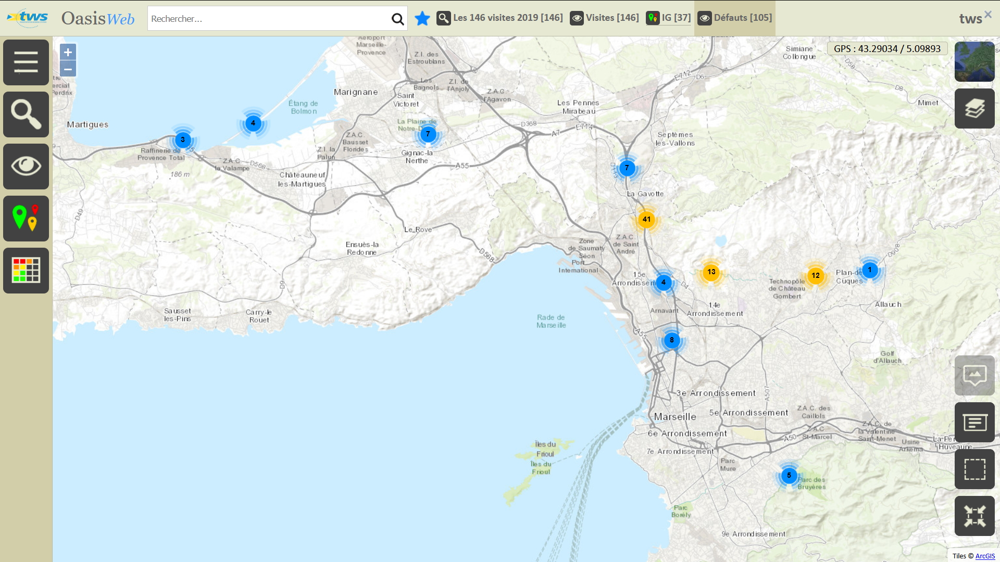 tws
OasisWeb
Rechercher...
Les 146 visites 2019 [146]
Visites [146]
IG [37]
Défauts [105]
tws
+
−
GPS : 43.29034 / 5.09893
Aéroport
Marseille-
Provence
Z.I. des
Estroublans
Simiane
Collongue
D58
E712
D6
ercial
Perdrix
Les
Bagnols
Z.I. de
l'Anjoly
Z.A.C.
l'Agavon
D8
Marignane
Saint
Victoret
Les Pennes
Mirabeau
Mimet
Étang de
Bolmon
La Plaine de
Martigues
4
D368
E714
A7
3
7
Septèmes
les-Vallons
Z.A.C.
Bausset
Florides
Raffinerie de
Provence Total
Z.I. la
Palun
Gignac-la
Nerthe
Z.A.C.
la Valampe
D568
A55
7
186 m
Châteauneuf
les-Martigues
La Gavotte
D49
41
Le Rove
Ensuès-la
Redonne
D568
Zone
de Saumaty
Séon
Port
International
Z.A.C.
de Saint
André
D908
13
12
1
Plan-de
Cuques
15e
4
D4
Technopôle
de Château
Gombert
D9
14e
Arrondissement
Arnavant
Allauch
Sausset
les-Pins
Carry-le
Rouet
Rade de
Marseille
A55
8
Golf
d'Allauch
3e Arrondissement
A507
5e Arrondissement
Marseille
Z.A.C. des
Caillols
6e Arrondissement
Z.A.C.
St-Marcel
Z.A.C. de
la Valentine
Saint-Menet
A50
Usine
Arkema
Huveaune
7e Arrondissement
Îles du
Frioul
Îles du
Frioul
Parc
Mure
5
Parc des
Bruyères
Parc
Borély
9e Arrondissement
Tiles © ArcGIS